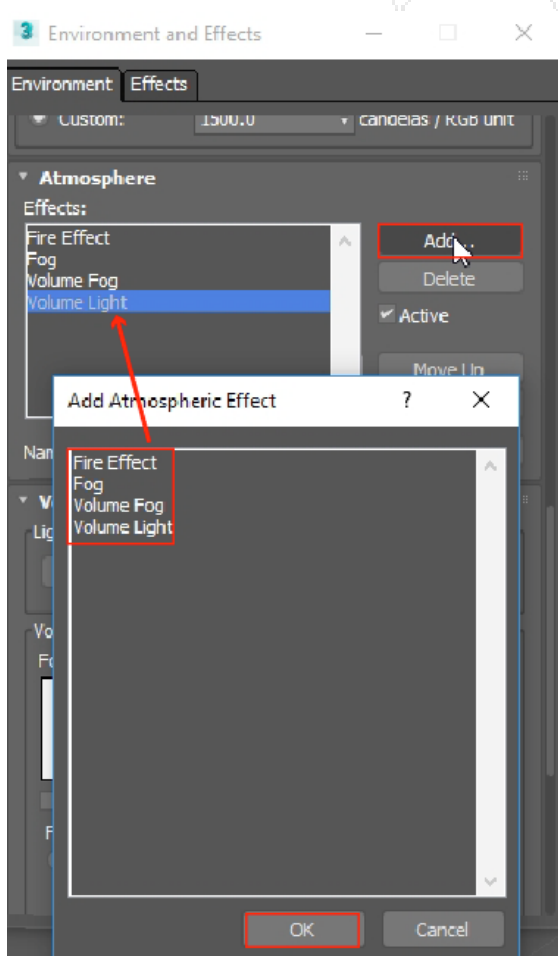 3 Environment and Effects
Environment Effects
Custom: 1500.0 candelas / RGB unit
Atmosphere
Effects:
Fire Effect
Fog
Volume Fog
Volume Light
Add...
Delete
Active
Move Up
Add Atmospheric Effect ?
Fire Effect
Fog
Volume Fog
Volume Light
OK Cancel